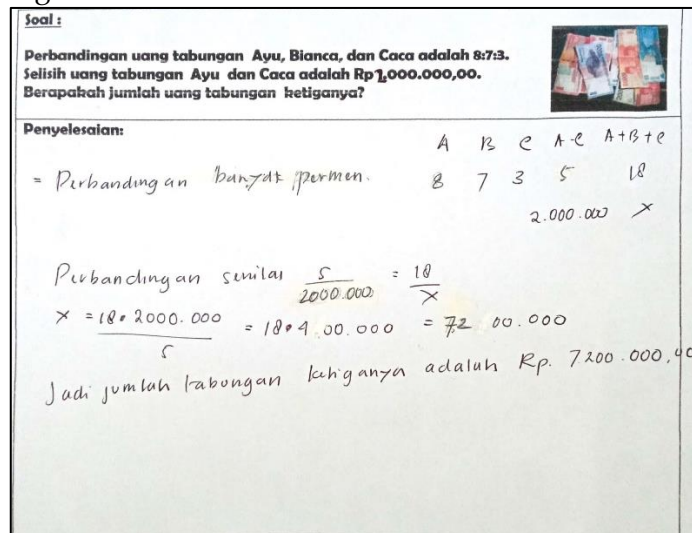 Soal :
Perbandingan uang tabungan Ayu, Bianca, dan Caca adalah 8:7:3.
Selisih uang tabungan Ayu dan Caca adalah Rp2.000.000,00.
Berapakah jumlah uang tabungan ketiganya?
Penyelesaian:
A B C A-C A+B+C
= Perbandingan banyak permen. 8 7 3 5 18
2.000.000 x
Perbandingan senilai 5/2000.000 = 18/x
x = 18 • 2000.000 / 5 = 18 • 4 00.000 = 72 00.000
Jadi jumlah tabungan ketiganya adalah Rp. 7200.000,